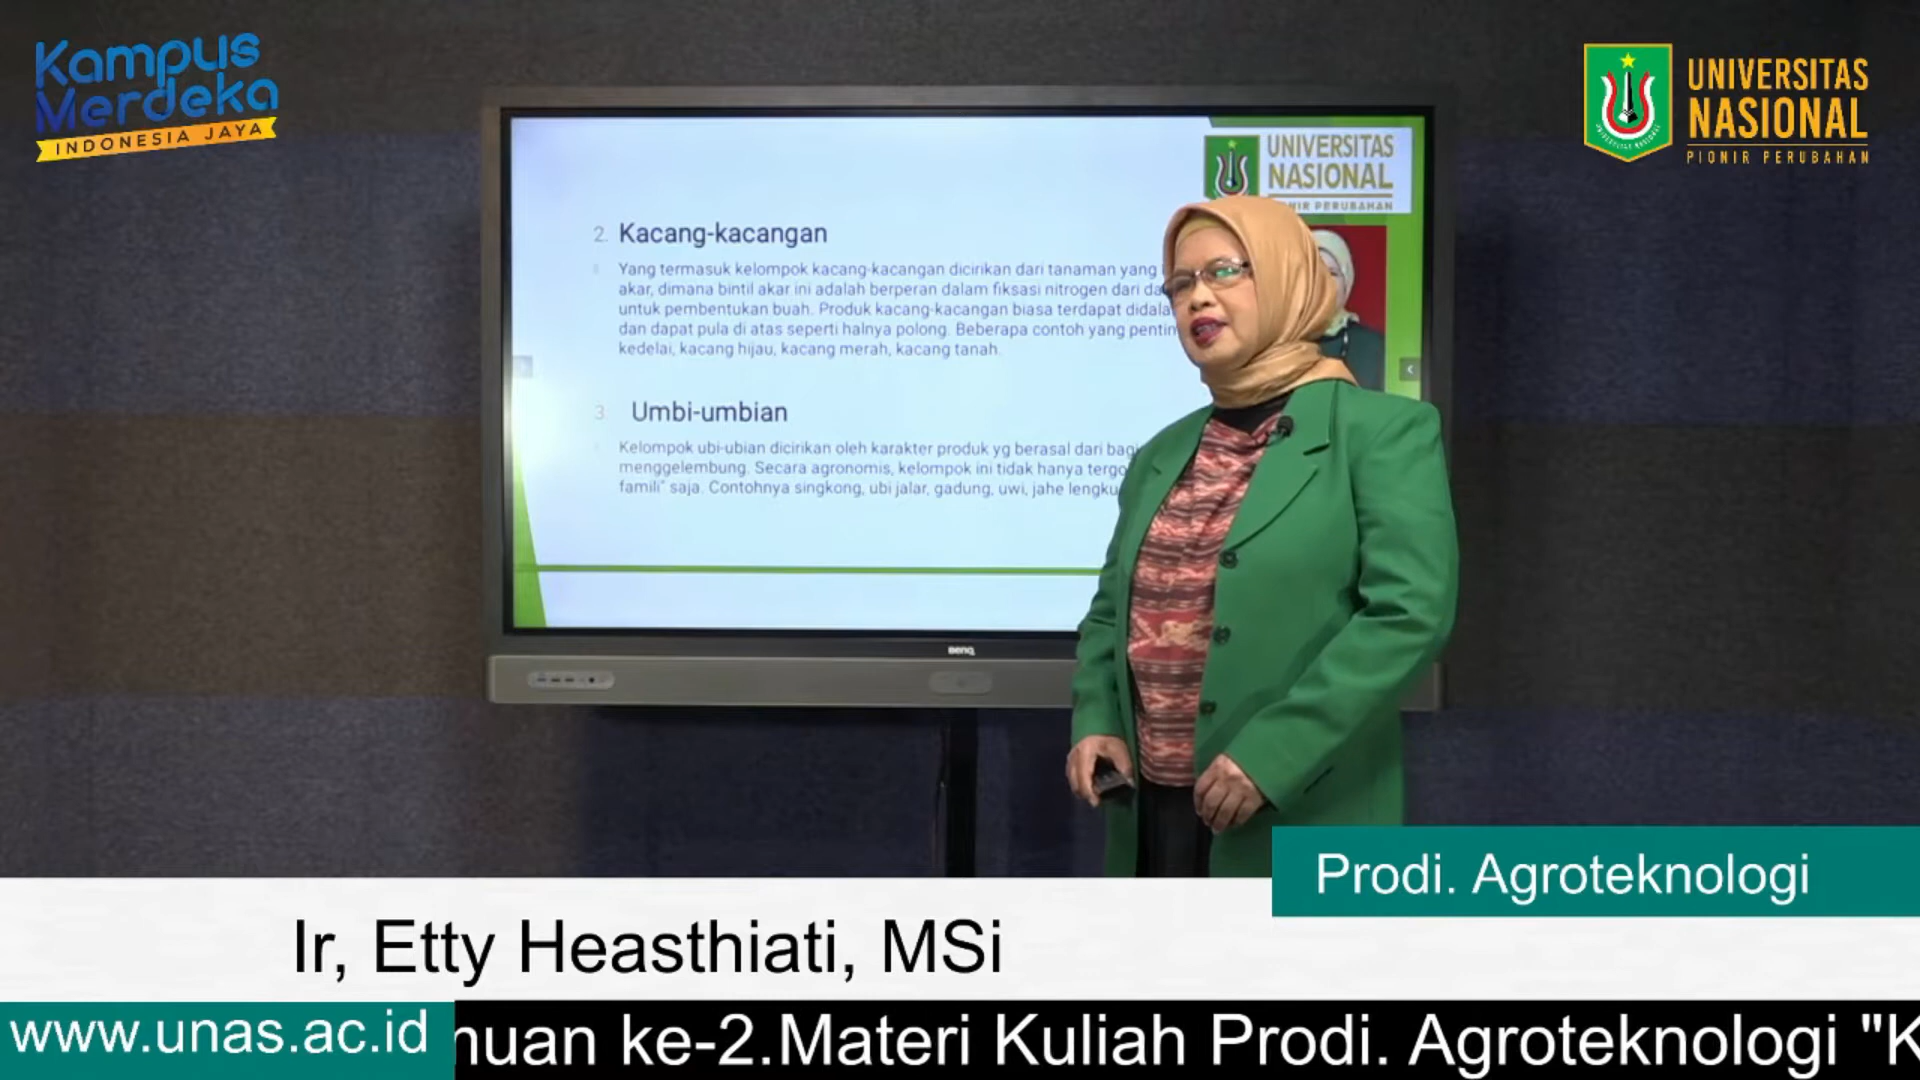 Kampus
Merdeka
INDONESIA JAYA
UNIVERSITAS
NASIONAL
PIONIR PERUBAHAN
UNIVERSITAS
NASIONAL
PERUBAHAN
2. Kacang-kacangan
Yang termasuk kelompok kacang-kacangan dicirikan dari tanaman yang
akar, dimana bintil akar ini adalah berperan dalam fiksasi nitrogen dari
untuk pembentukan buah. Produk kacang-kacangan biasa terdapat
dan dapat pula di atas seperti halnya polong. Beberapa contoh yang
kedelai, kacang hijau, kacang merah, kacang tanah.
3. Umbi-umbian
Kelompok ubi-ubian dicirikan oleh karakter produk yg berasal dari
menggelembung. Secara agronomis, kelompok ini tidak hanya
famili" saja. Contohnya singkong, ubi jalar, gadung, uwi, jahe
BenQ
Prodi. Agroteknologi
Ir, Etty Heasthiati, MSi
www.unas.ac.id
nuan ke-2.Materi Kuliah Prodi. Agroteknologi "K